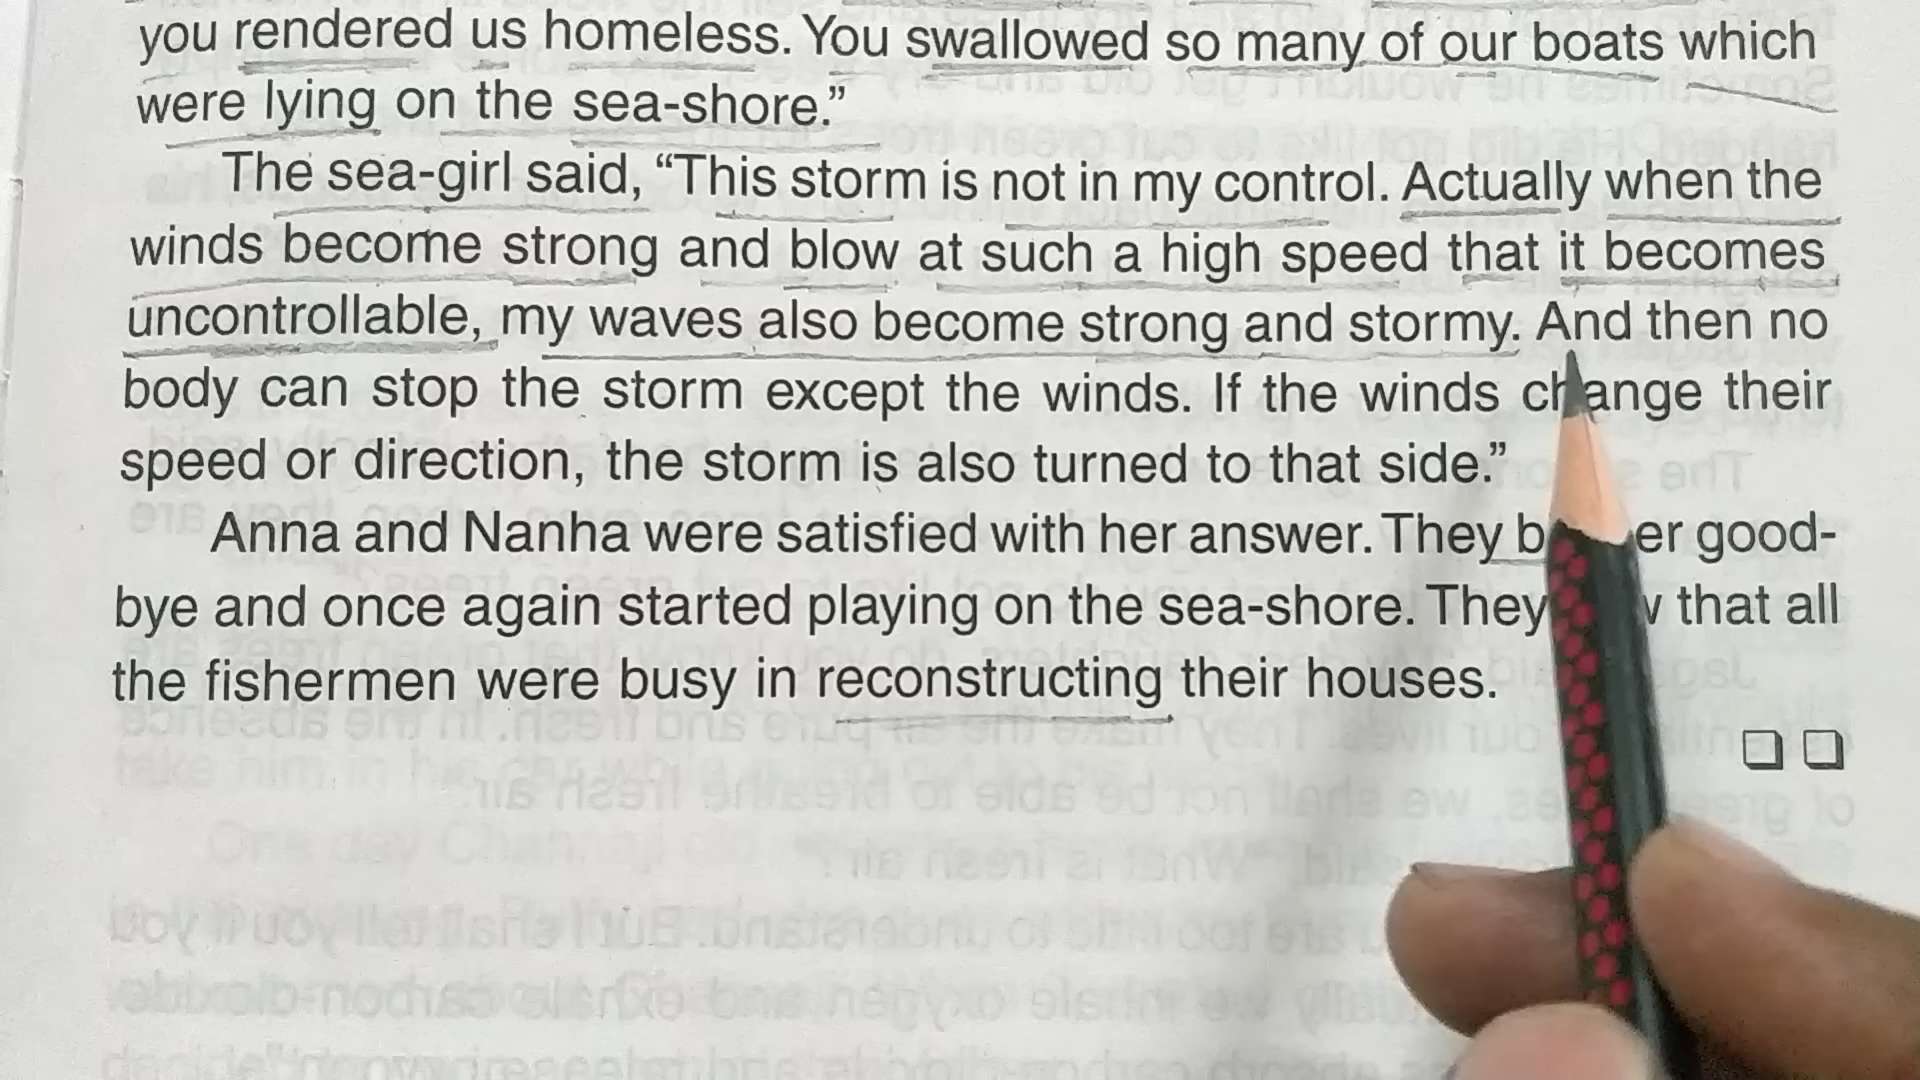 you rendered us homeless. You swallowed so many of our boats which
were lying on the sea-shore.”
The sea-girl said, “This storm is not in my control. Actually when the
winds become strong and blow at such a high speed that it becomes
uncontrollable, my waves also become strong and stormy. And then no
body can stop the storm except the winds. If the winds change their
speed or direction, the storm is also turned to that side.”
Anna and Nanha were satisfied with her answer. They good-
bye and once again started playing on the sea-shore. They that all
the fishermen were busy in reconstructing their houses.